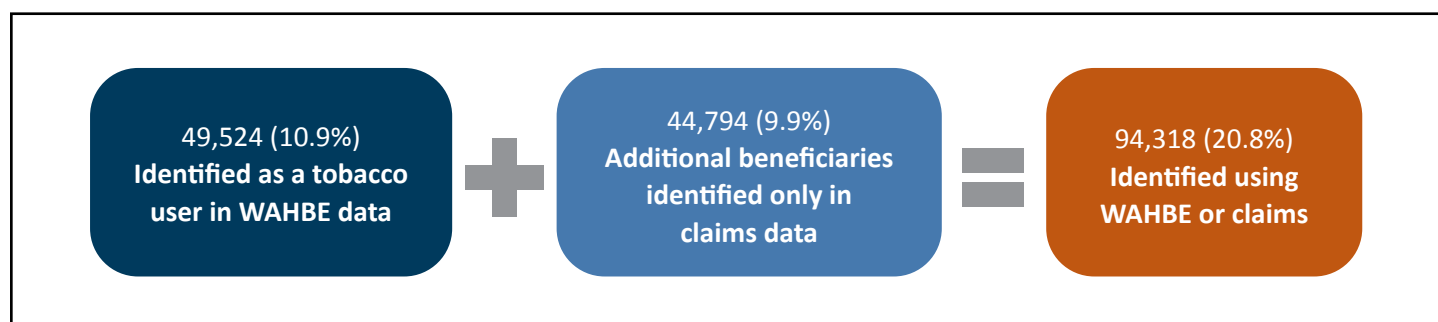 49,524 (10.9%)
Identified as a tobacco
user in WAHBE data
44,794 (9.9%)
Additional beneficiaries
identified only in
claims data
94,318 (20.8%)
Identified using
WAHBE or claims